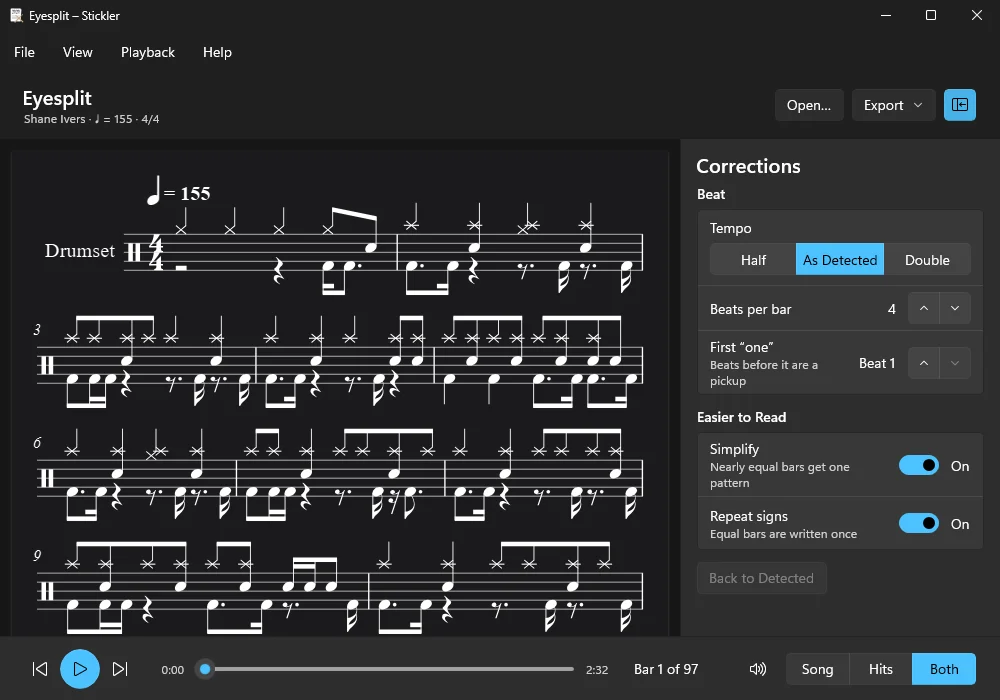 Eyesplit – Stickler
File View Playback Help
Eyesplit
Shane Ivers · ♩ = 155 · 4/4
Open...
Export
♩ = 155
Drumset
4
4
3
6
9
Corrections
Beat
Tempo
Half As Detected Double
Beats per bar 4
First “one”
Beats before it are a
pickup
Beat 1
Easier to Read
Simplify
Nearly equal bars get one
pattern
On
Repeat signs
Equal bars are written once
On
Back to Detected
0:00 2:32 Bar 1 of 97 Song Hits Both